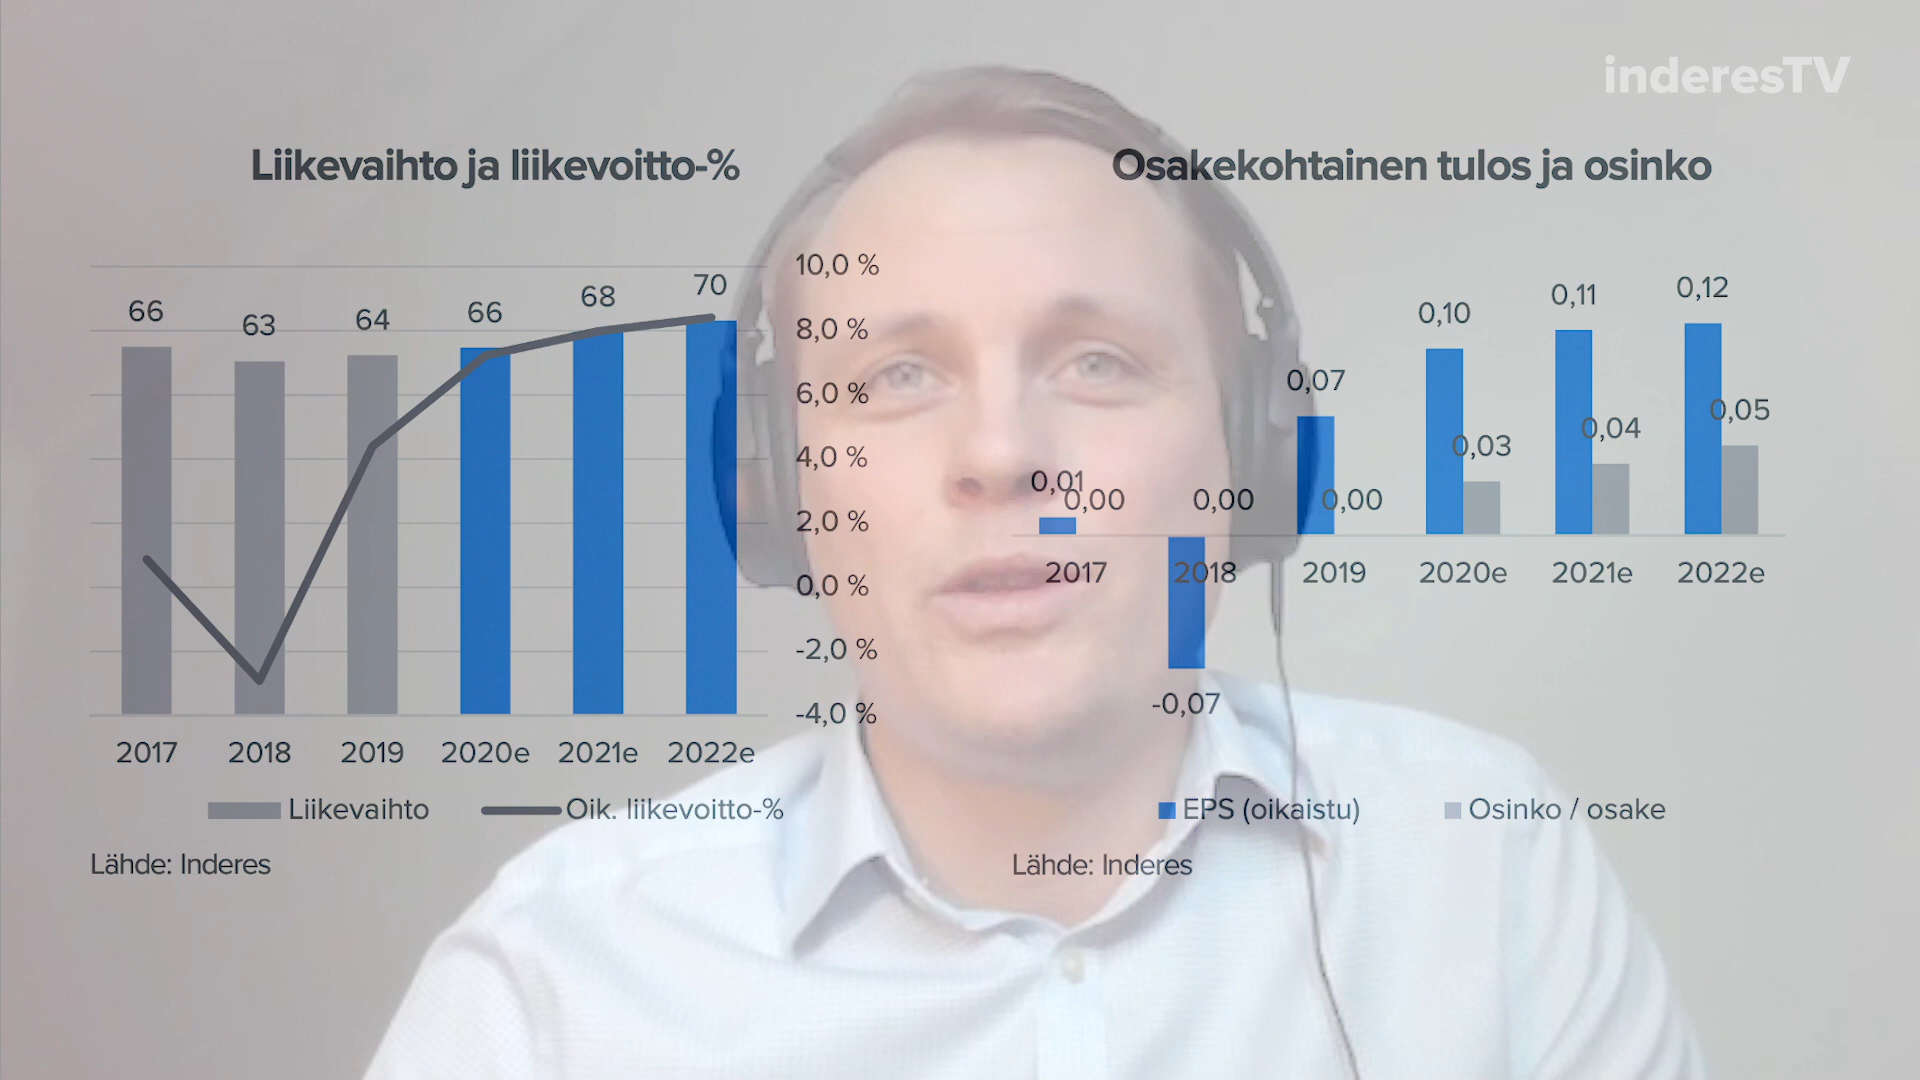 inderesTV
Liikevaihto ja liikevoitto-%
66
63
64
66
68
70
10,0 %
8,0 %
6,0 %
4,0 %
2,0 %
0,0 %
-2,0 %
-4,0 %
2017
2018
2019
2020e
2021e
2022e
Liikevaihto
Oik. liikevoitto-%
Lähde: Inderes
Osakekohtainen tulos ja osinko
0,01
0,00
-0,07
0,00
0,07
0,00
0,10
0,03
0,11
0,04
0,12
0,05
2017
2018
2019
2020e
2021e
2022e
EPS (oikaistu)
Osinko / osake
Lähde: Inderes